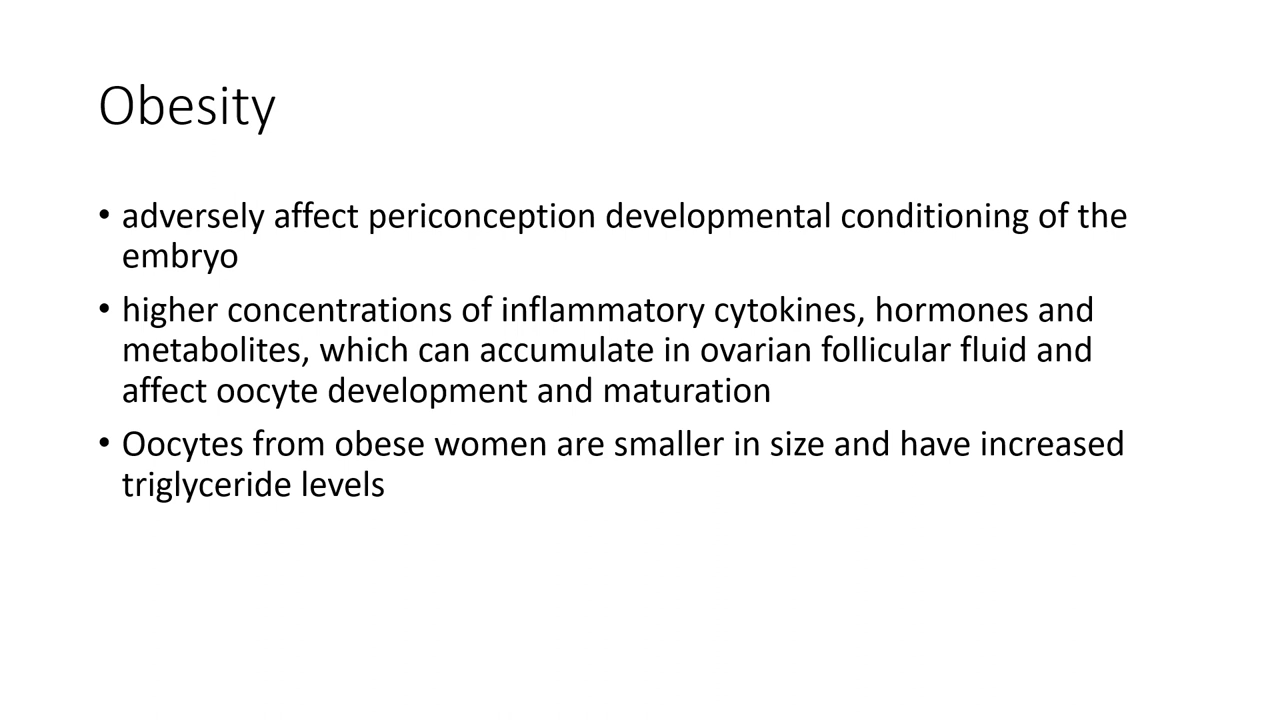 Obesity
• adversely affect periconception developmental conditioning of the
embryo
• higher concentrations of inflammatory cytokines, hormones and
metabolites, which can accumulate in ovarian follicular fluid and
affect oocyte development and maturation
• Oocytes from obese women are smaller in size and have increased
triglyceride levels